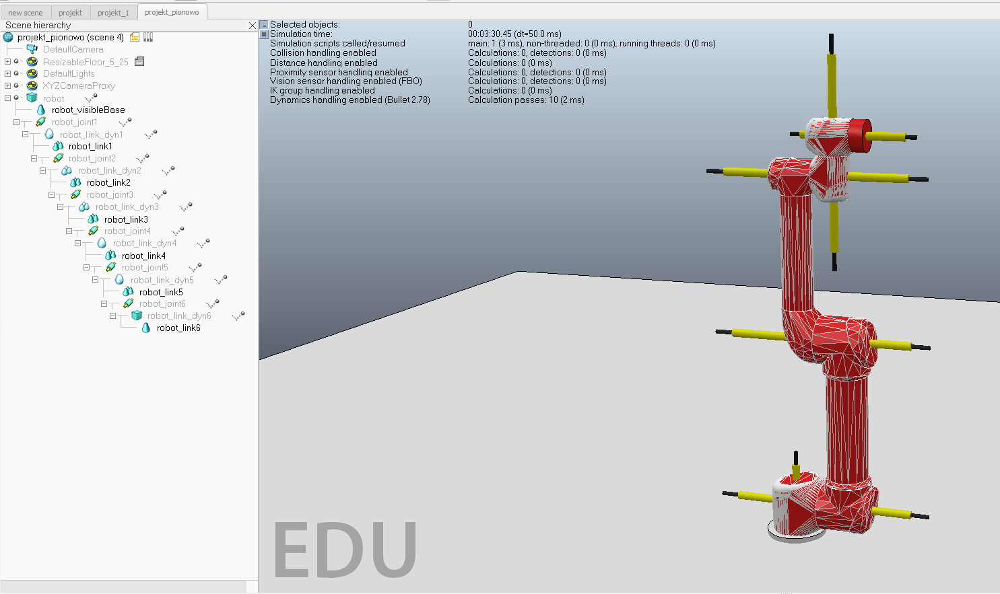 new scene projekt projekt_1 projekt_pionowo
Scene hierarchy
projekt_pionowo (scene 4)
DefaultCamera
ResizableFloor_5_25
DefaultLights
XYZCameraProxy
robot
robot_visibleBase
robot_joint1
robot_link_dyn1
robot_link1
robot_joint2
robot_link_dyn2
robot_link2
robot_joint3
robot_link_dyn3
robot_link3
robot_joint4
robot_link_dyn4
robot_link4
robot_joint5
robot_link_dyn5
robot_link5
robot_joint6
robot_link_dyn6
robot_link6
Selected objects: 0
Simulation time: 00:03:30.45 (dt=50.0 ms)
Simulation scripts called/resumed main: 1 (3 ms), non-threaded: 0 (0 ms), running threads: 0 (0 ms)
Collision handling enabled Calculations: 0, detections: 0 (0 ms)
Distance handling enabled Calculations: 0 (0 ms)
Proximity sensor handling enabled Calculations: 0, detections: 0 (0 ms)
Vision sensor handling enabled (FBO) Calculations: 0, detections: 0 (0 ms)
IK group handling enabled Calculations: 0 (0 ms)
Dynamics handling enabled (Bullet 2.78) Calculation passes: 10 (2 ms)
EDU